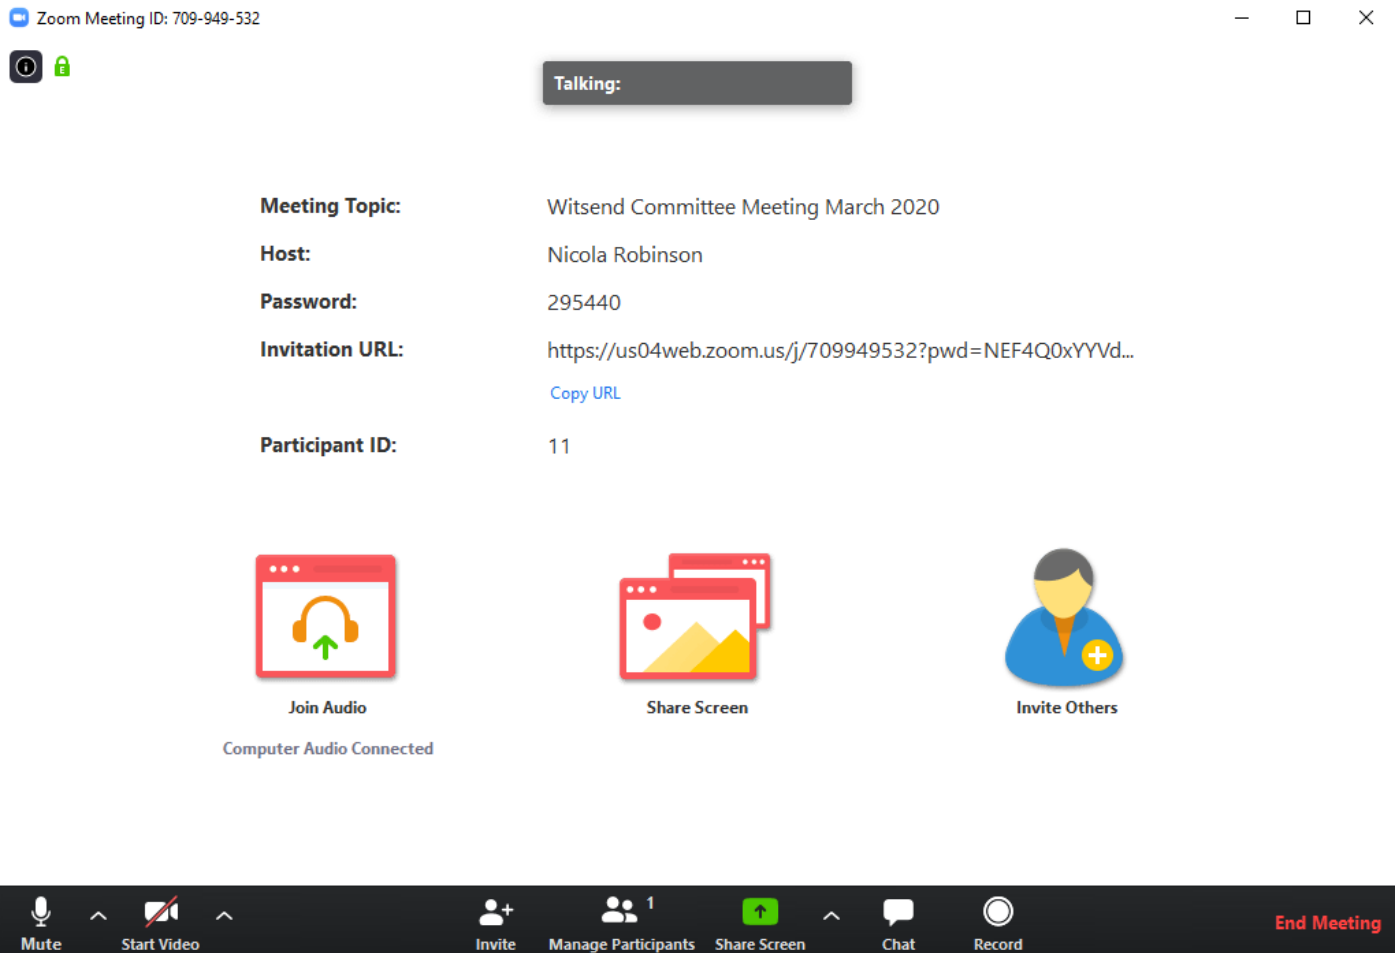 Zoom Meeting ID: 709-949-532
E
Talking:
Meeting Topic: Witsend Committee Meeting March 2020
Host: Nicola Robinson
Password: 295440
Invitation URL: https://us04web.zoom.us/j/709949532?pwd=NEF4Q0xYYVd...
Copy URL
Participant ID: 11
Join Audio Share Screen Invite Others
Computer Audio Connected
1
Mute Start Video Invite Manage Participants Share Screen Chat Record End Meeting